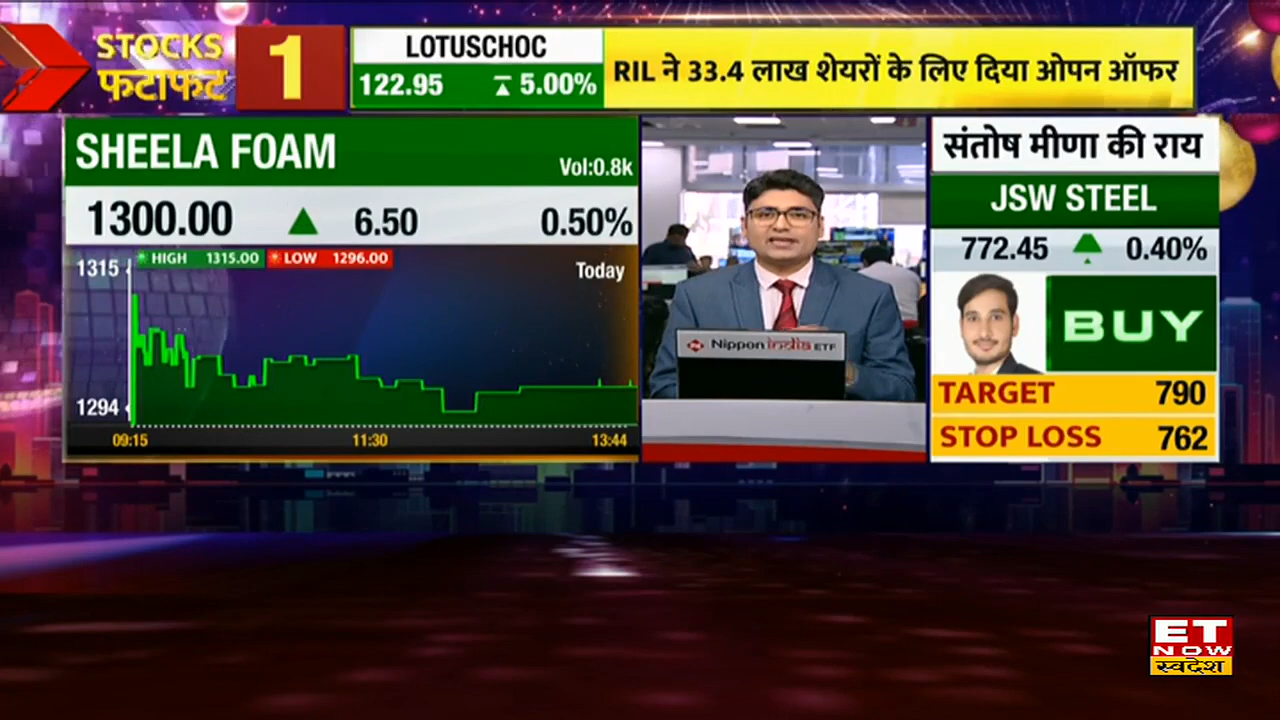 STOCKS
फटाफट
1
LOTUSCHOC
122.95 5.00%
RIL ने 33.4 लाख शेयरों के लिए दिया ओपन ऑफर
SHEELA FOAM
Vol:0.8k
1300.00 6.50 0.50%
HIGH 1315.00 LOW 1296.00
1315
Today
1294
09:15 11:30 13:44
Nippon india ETF
संतोष मीणा की राय
JSW STEEL
772.45 0.40%
BUY
TARGET 790
STOP LOSS 762
ET
NOW
स्वदेश